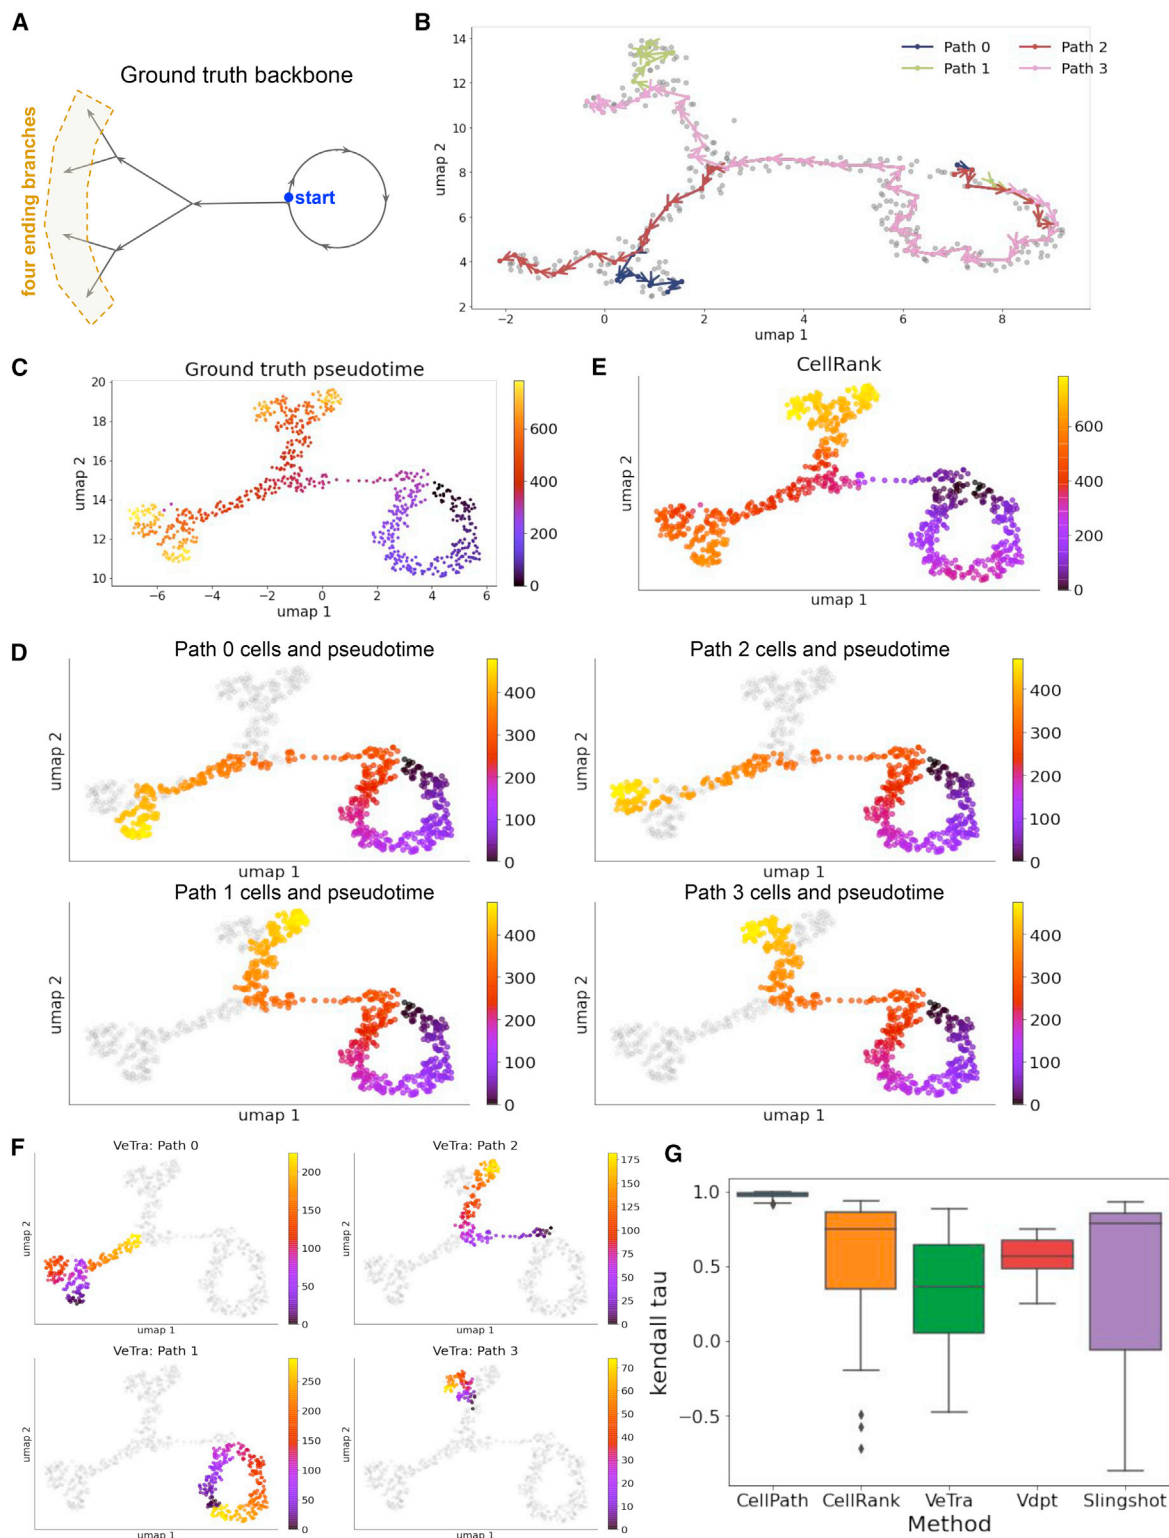 A
Ground truth backbone
four ending branches
start
B
14
12
10
8
6
4
2
umap 2
−2
0
2
4
6
8
umap 1
Path 0
Path 1
Path 2
Path 3
C
Ground truth pseudotime
20
18
16
14
12
10
umap 2
−6
−4
−2
0
2
4
6
umap 1
600
400
200
0
E
CellRank
umap 2
umap 1
600
400
200
0
D
Path 0 cells and pseudotime
umap 2
umap 1
400
300
200
100
0
Path 2 cells and pseudotime
umap 2
umap 1
400
300
200
100
0
Path 1 cells and pseudotime
umap 2
umap 1
400
300
200
100
0
Path 3 cells and pseudotime
umap 2
umap 1
400
300
200
100
0
F
VeTra: Path 0
umap 2
umap 1
200
150
100
50
0
VeTra: Path 2
umap 2
umap 1
175
150
125
100
75
50
25
0
VeTra: Path 1
umap 2
umap 1
250
200
150
100
50
0
VeTra: Path 3
umap 2
umap 1
70
60
50
40
30
20
10
0
G
kendall tau
1.0
0.5
0.0
−0.5
CellPath
CellRank
VeTra
Vdpt
Slingshot
Method